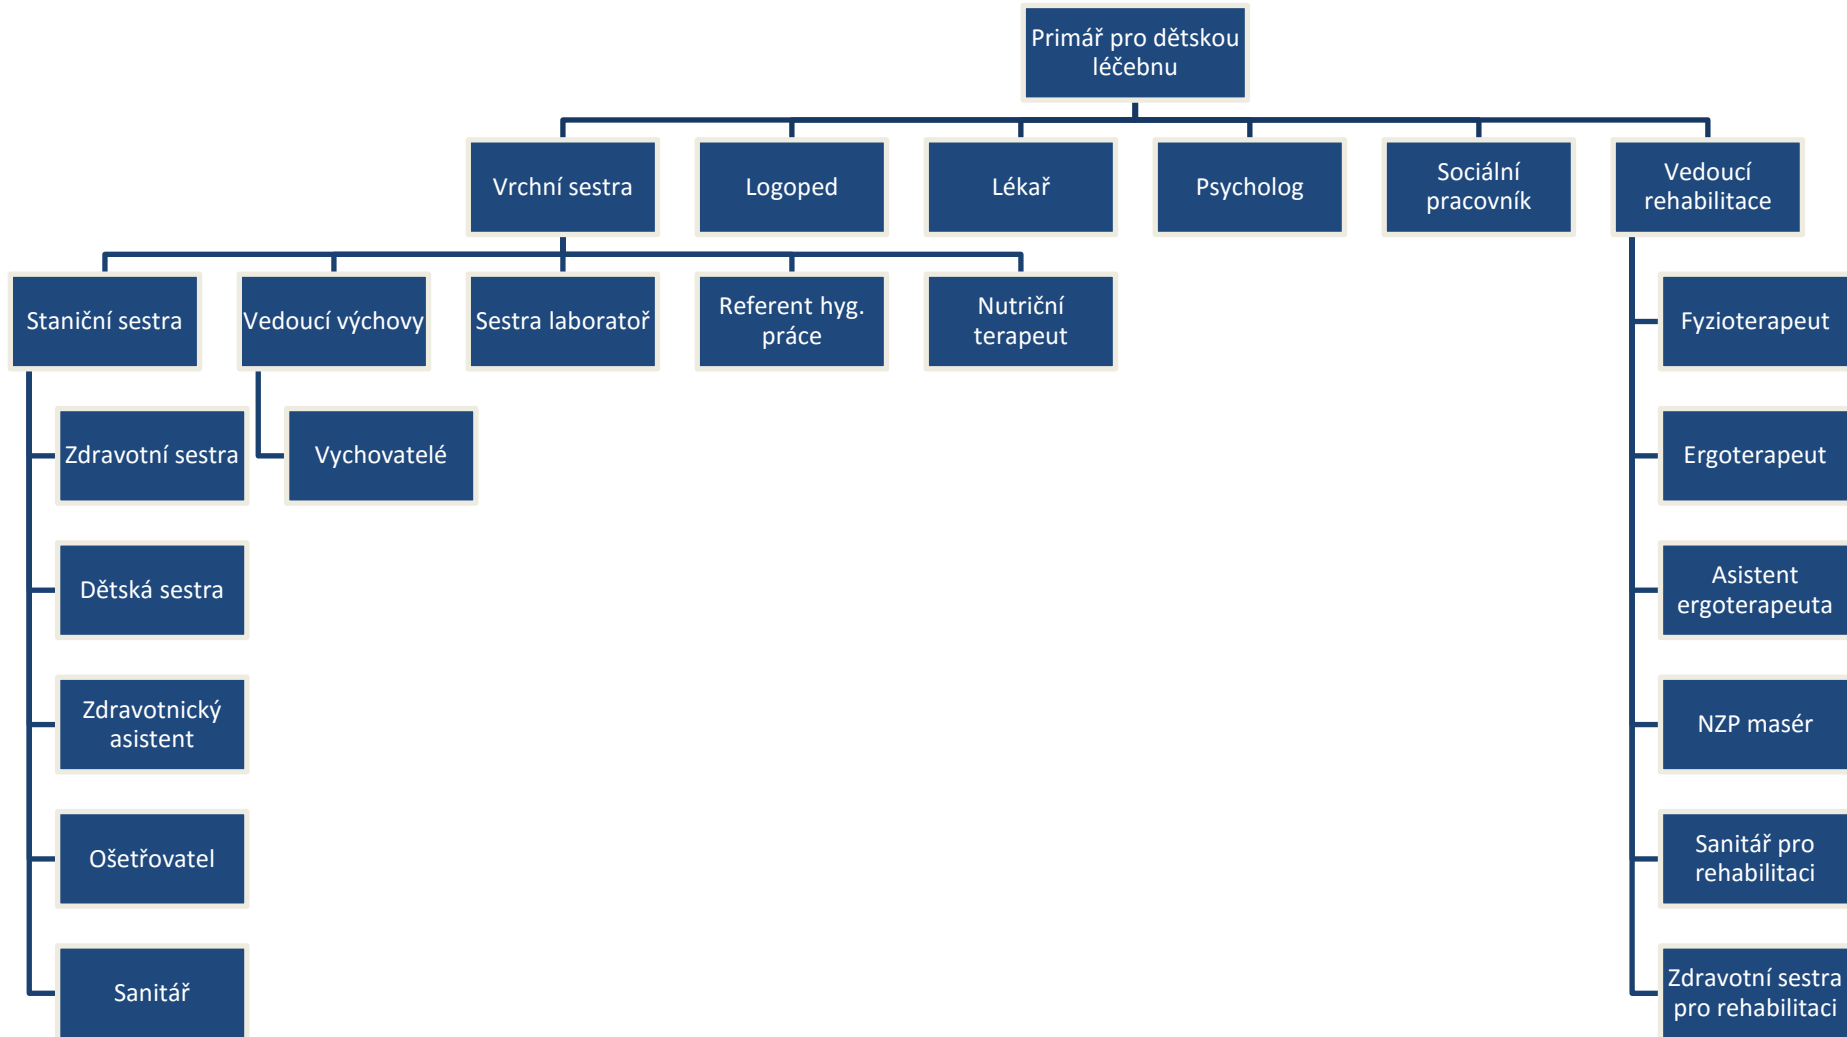 Primář pro dětskou
léčebnu
Vrchní sestra
Logoped
Lékař
Psycholog
Sociální
pracovník
Vedoucí
rehabilitace
Staniční sestra
Vedoucí výchovy
Sestra laboratoř
Referent hyg.
práce
Nutriční
terapeut
Fyzioterapeut
Zdravotní sestra
Vychovatelé
Ergoterapeut
Dětská sestra
Asistent
ergoterapeuta
Zdravotnický
asistent
NZP masér
Ošetřovatel
Sanitář pro
rehabilitaci
Sanitář
Zdravotní sestra
pro rehabilitaci